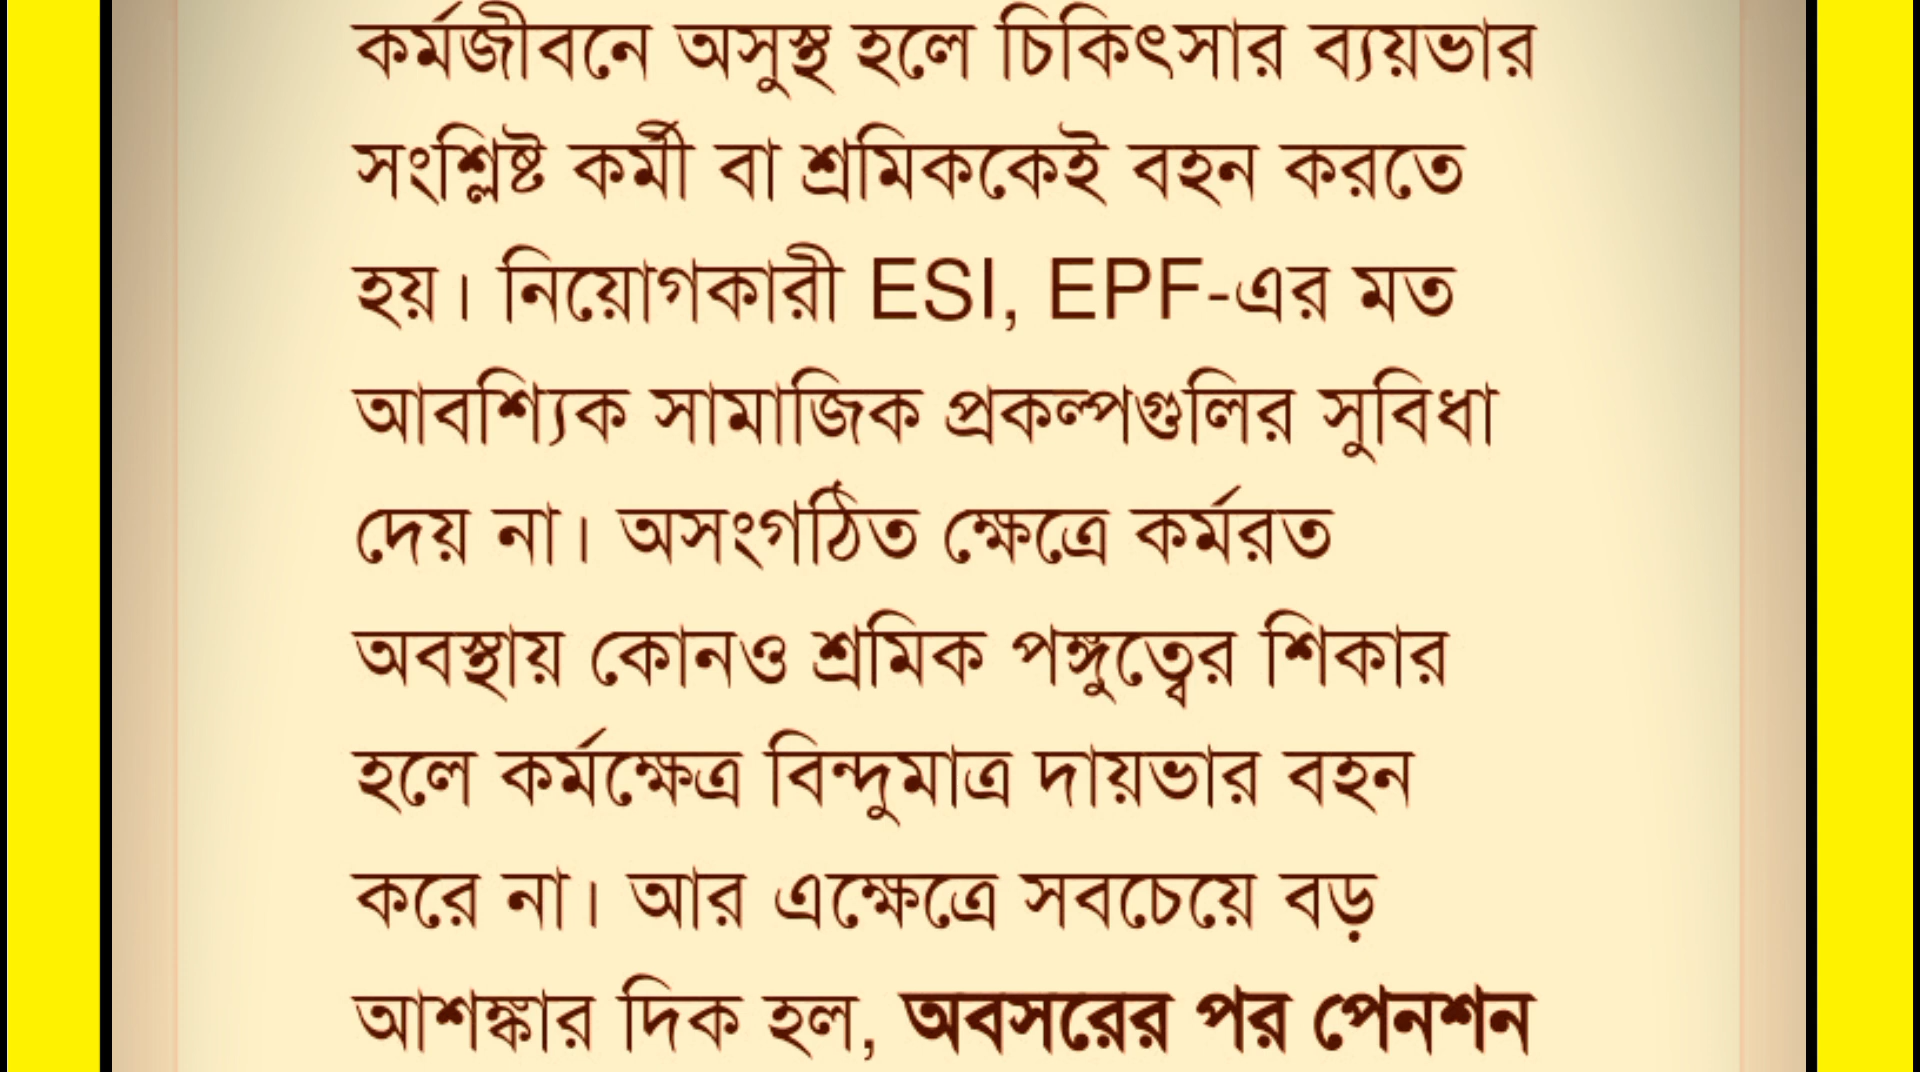 কর্মজীবনে অসুস্থ হলে চিকিৎসার ব্যয়ভার
সংশ্লিষ্ট কর্মী বা শ্রমিককেই বহন করতে
হয়। নিয়োগকারী ESI, EPF-এর মত
আবশ্যিক সামাজিক প্রকল্পগুলির সুবিধা
দেয় না। অসংগঠিত ক্ষেত্রে কর্মরত
অবস্থায় কোনও শ্রমিক পঙ্গুত্বের শিকার
হলে কর্মক্ষেত্র বিন্দুমাত্র দায়ভার বহন
করে না। আর এক্ষেত্রে সবচেয়ে বড়
আশঙ্কার দিক হল, অবসরের পর পেনশন